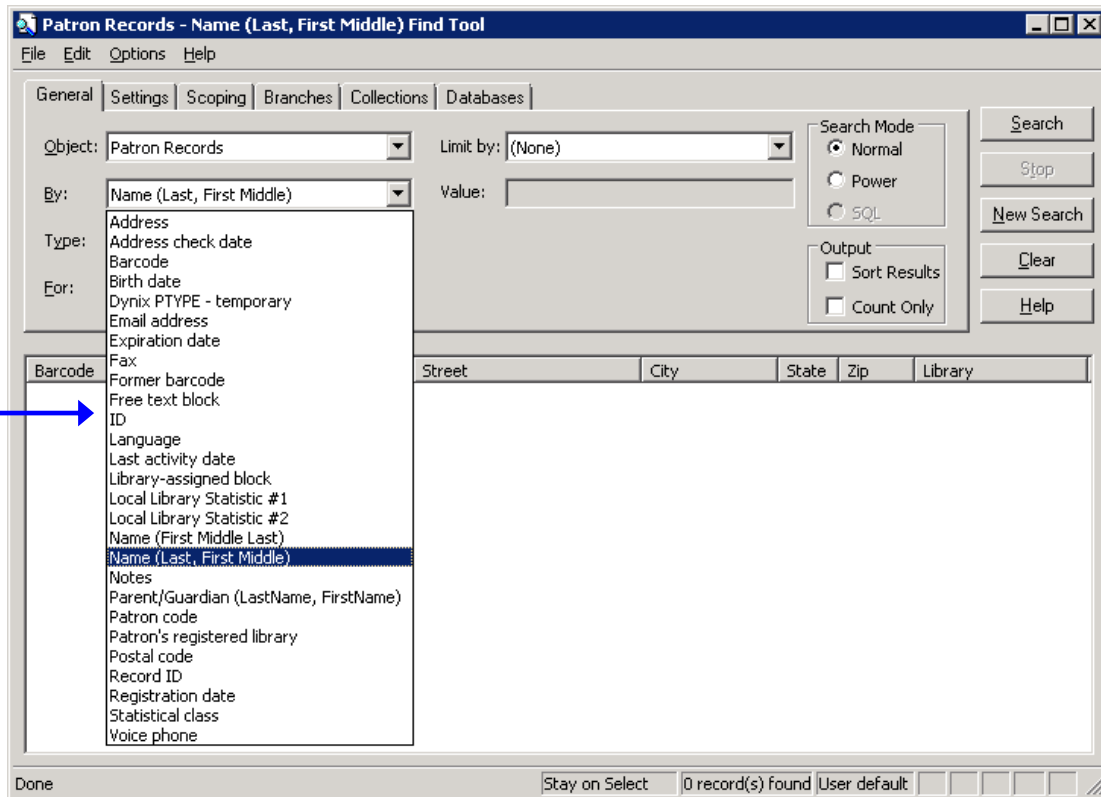 Patron Records - Name (Last, First Middle) Find Tool
File Edit Options Help
General Settings Scoping Branches Collections Databases
Object: Patron Records Limit by: (None) Search Mode Search
Normal
By: Name (Last, First Middle) Value: Power Stop
SQL New Search
Type: Output Clear
Sort Results
For: Count Only Help
Address
Address check date
Barcode
Birth date
Dynix PTYPE - temporary
Email address
Expiration date
Fax
Barcode Street City State Zip Library
Former barcode
Free text block
ID
Language
Last activity date
Library-assigned block
Local Library Statistic #1
Local Library Statistic #2
Name (First Middle Last)
Name (Last, First Middle)
Notes
Parent/Guardian (LastName, FirstName)
Patron code
Patron's registered library
Postal code
Record ID
Registration date
Statistical class
Voice phone
Done Stay on Select 0 record(s) found User default